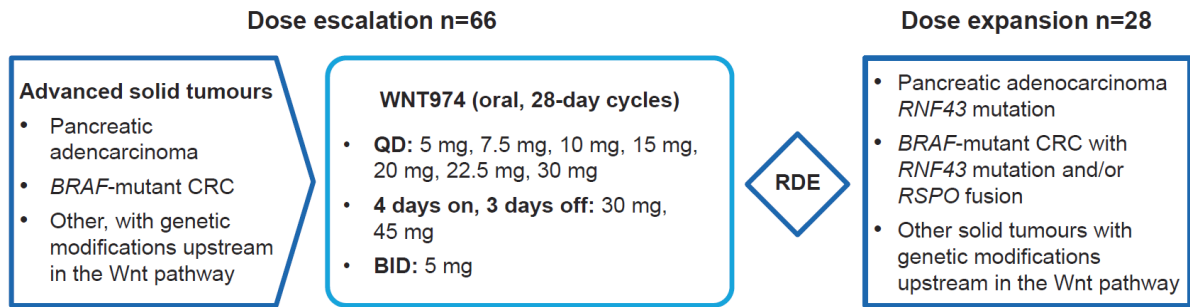 Dose escalation n=66
Advanced solid tumours
• Pancreatic
adencarcinoma
• BRAF-mutant CRC
• Other, with genetic
modifications upstream
in the Wnt pathway
WNT974 (oral, 28-day cycles)
• QD: 5 mg, 7.5 mg, 10 mg, 15 mg,
20 mg, 22.5 mg, 30 mg
• 4 days on, 3 days off: 30 mg,
45 mg
• BID: 5 mg
RDE
Dose expansion n=28
• Pancreatic adenocarcinoma
RNF43 mutation
• BRAF-mutant CRC with
RNF43 mutation and/or
RSPO fusion
• Other solid tumours with
genetic modifications
upstream in the Wnt pathway